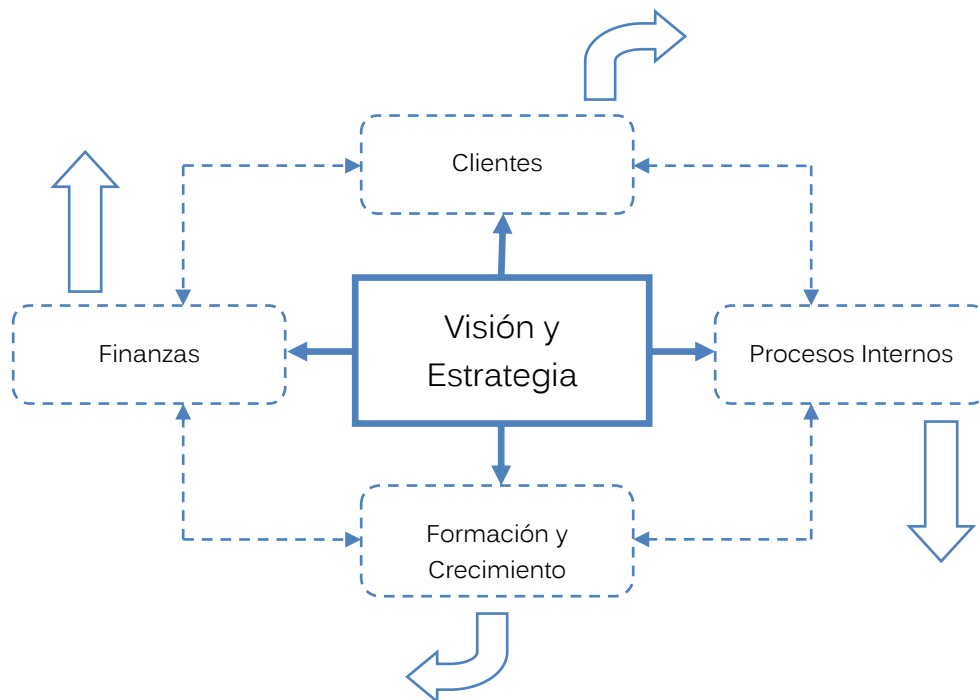 Clientes
Visión y
Estrategia
Finanzas
Procesos Internos
Formación y
Crecimiento